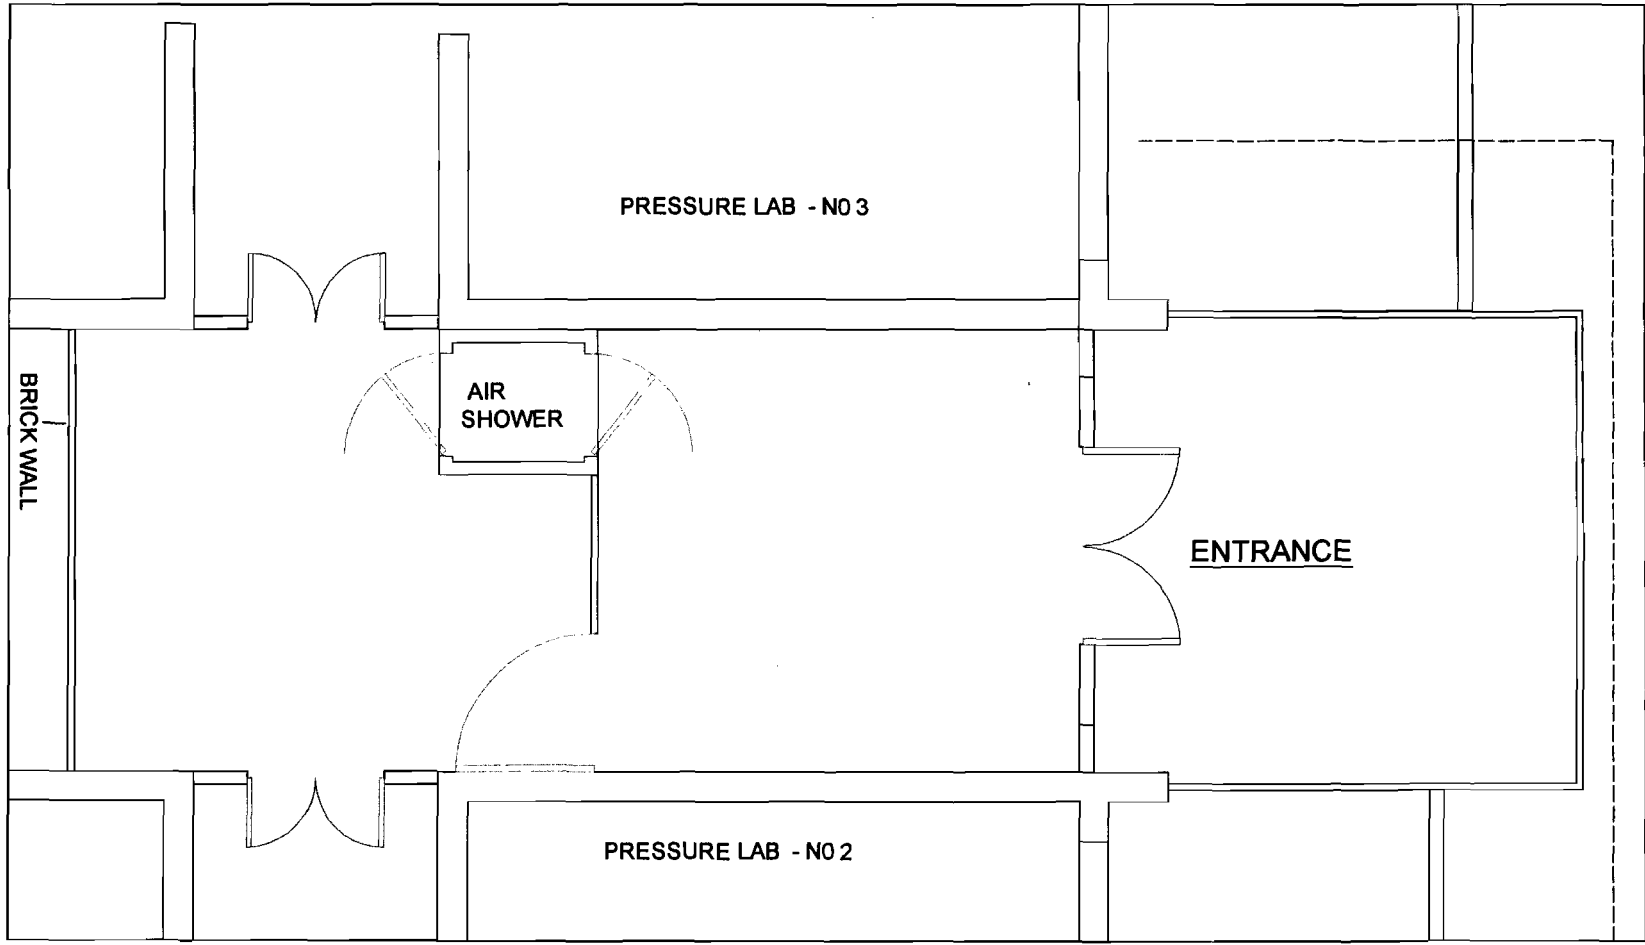 PRESSURE LAB - N0 3
AIR
SHOWER
BRICK WALL
ENTRANCE
PRESSURE LAB - N0 2